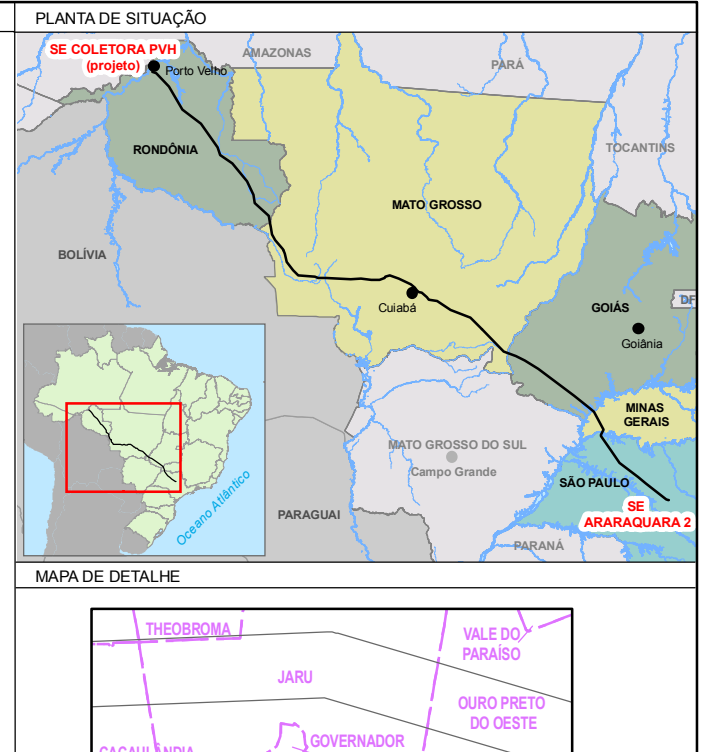 PLANTA DE SITUAÇÃO
SE COLETORA PVH
(projeto)
Porto Velho
AMAZONAS
PARÁ
TOCANTINS
RONDÔNIA
MATO GROSSO
BOLÍVIA
Cuiabá
GOIÁS
DF
Goiânia
MINAS
GERAIS
MATO GROSSO DO SUL
Campo Grande
SÃO PAULO
SE
ARARAQUARA 2
PARAGUAI
PARANÁ
Oceano Atlântico
MAPA DE DETALHE
THEOBROMA
VALE DO
PARAÍSO
JARU
OURO PRETO
DO OESTE
GOVERNADOR
CACAULÂNDIA